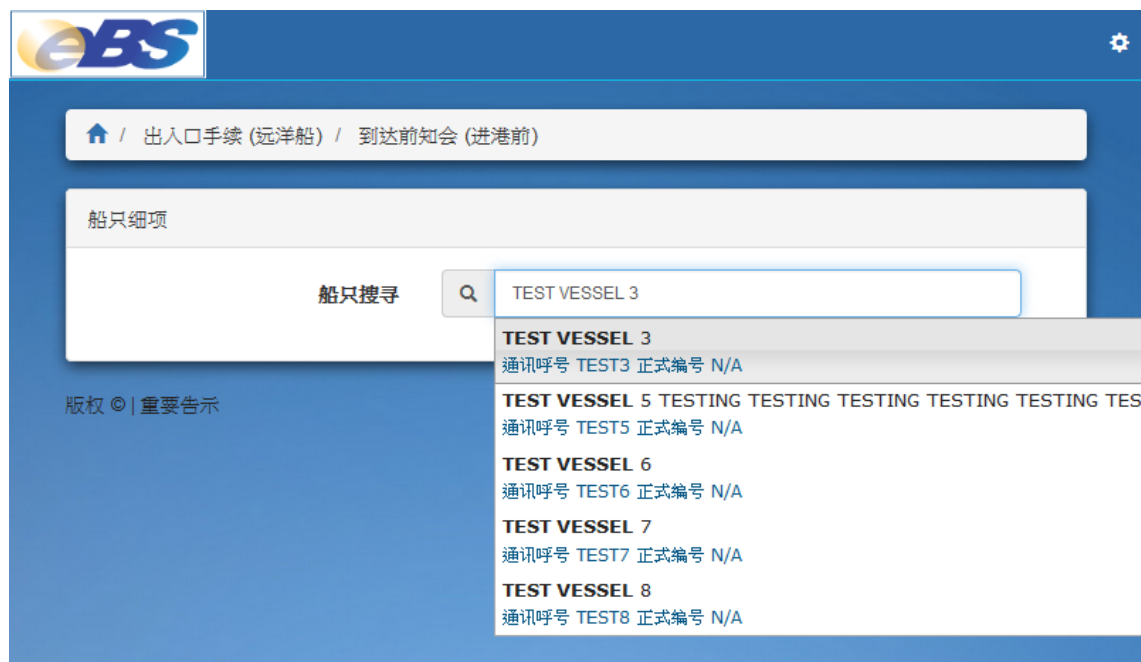 eBS
/ 出入口手续 (远洋船) / 到达前知会 (进港前)
船只细项
船只搜寻 TEST VESSEL 3
TEST VESSEL 3
通讯呼号 TEST3 正式编号 N/A
TEST VESSEL 5 TESTING TESTING TESTING TESTING TESTING TES
通讯呼号 TEST5 正式编号 N/A
TEST VESSEL 6
通讯呼号 TEST6 正式编号 N/A
TEST VESSEL 7
通讯呼号 TEST7 正式编号 N/A
TEST VESSEL 8
通讯呼号 TEST8 正式编号 N/A
版权 © | 重要告示